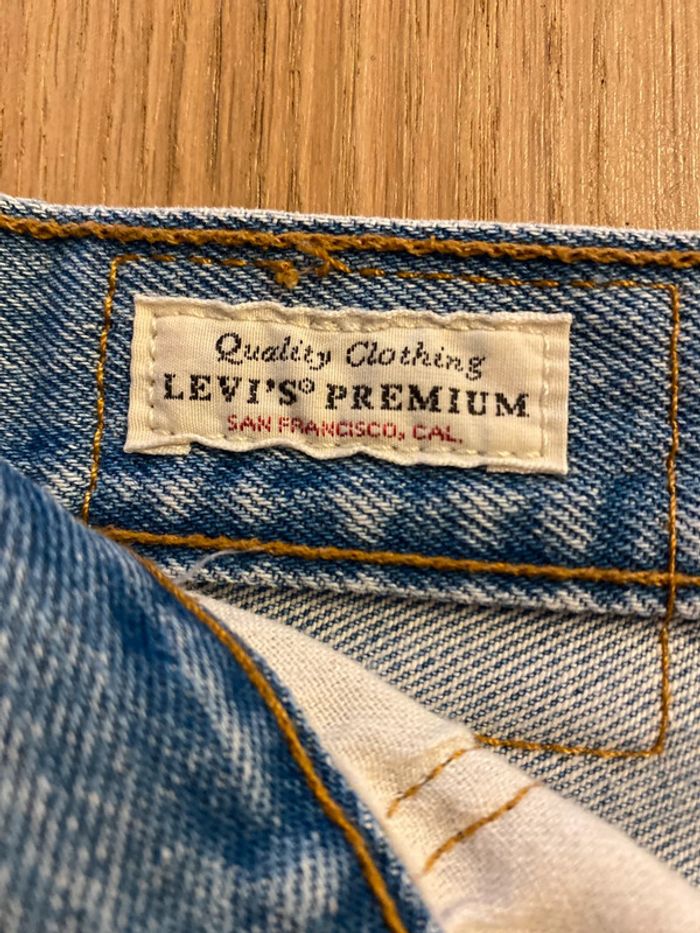 Quality Clothing
LEVI'S® PREMIUM
SAN FRANCISCO, CAL.